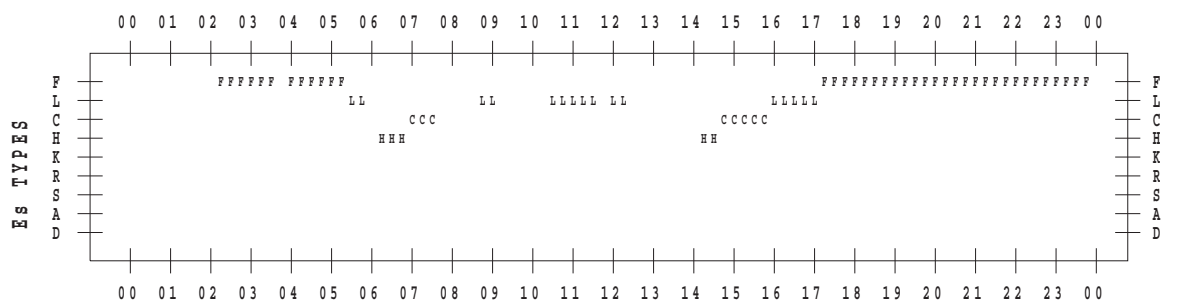 00 01 02 03 04 05 06 07 08 09 10 11 12 13 14 15 16 17 18 19 20 21 22 23 00
F FFFFFF FFFFFF FFFFFFFFFFFFFFFFFFFFFFFFFFF F
L LL LL LLLLL LL LLLLL L
C CCC CCCCC C
H HHH HH H
K K
R R
S S
A A
D D
Es TYPES
00 01 02 03 04 05 06 07 08 09 10 11 12 13 14 15 16 17 18 19 20 21 22 23 00